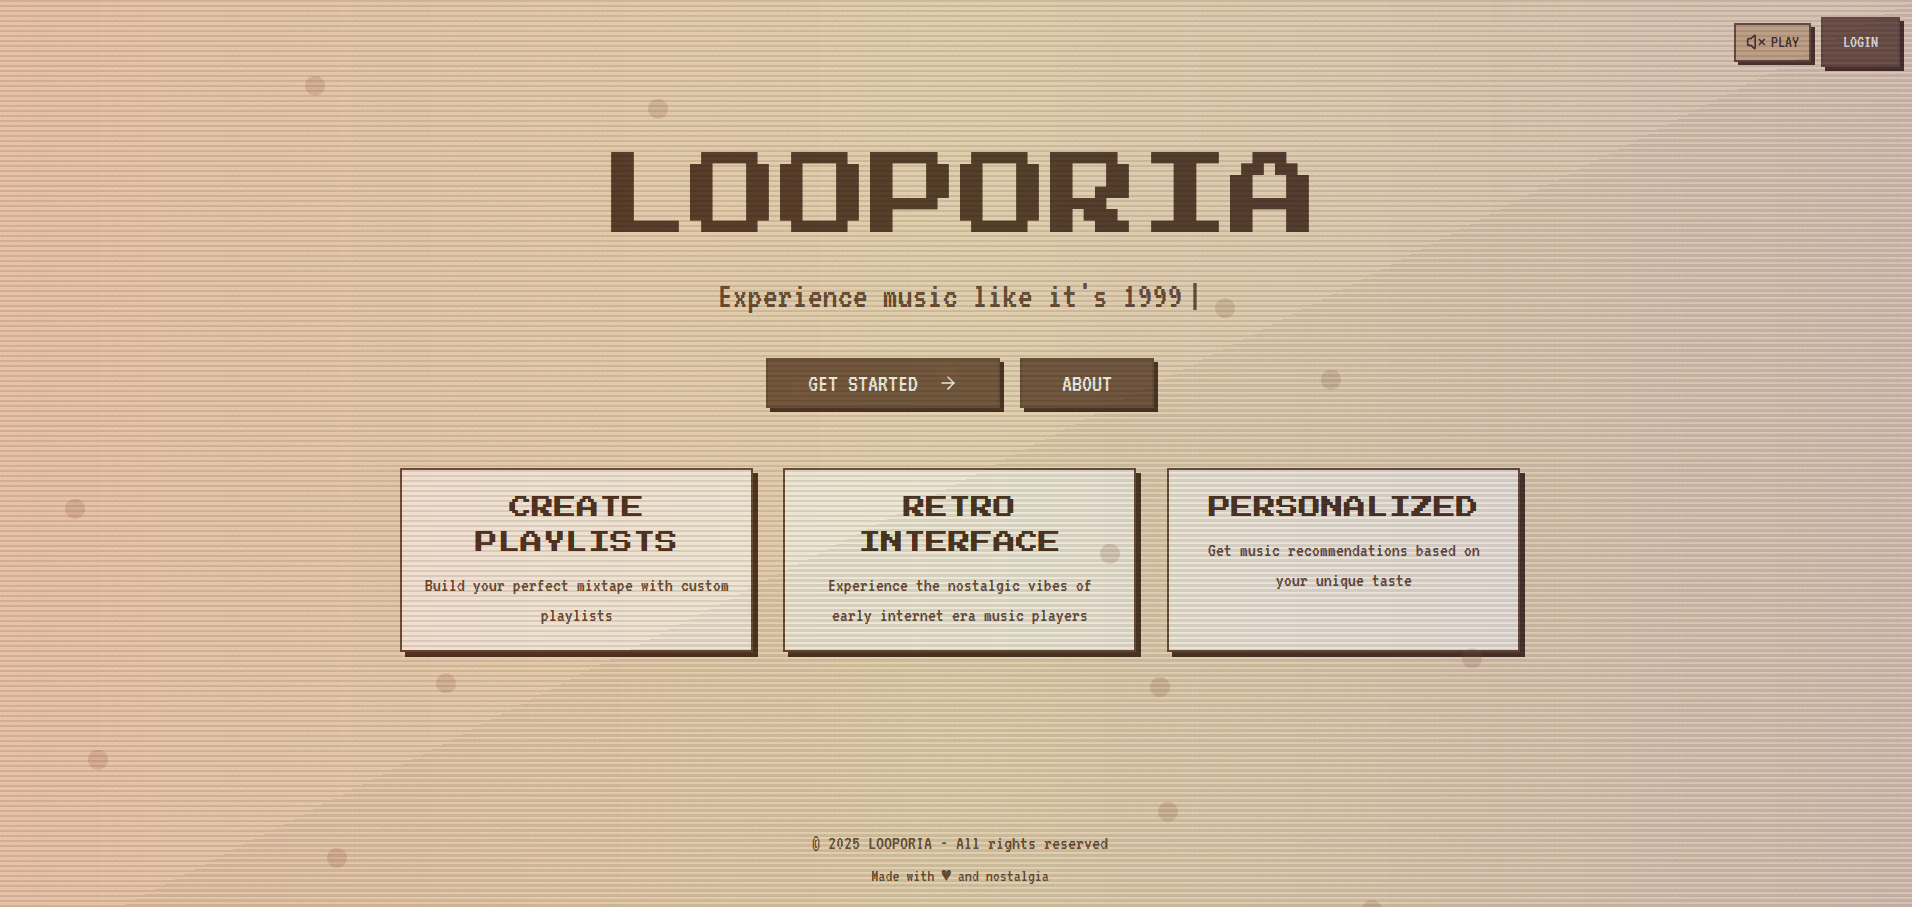 PLAY
LOGIN
LOOPORIA
Experience music like it's 1999
GET STARTED →
ABOUT
CREATE
PLAYLISTS
Build your perfect mixtape with custom
playlists
RETRO
INTERFACE
Experience the nostalgic vibes of
early internet era music players
PERSONALIZED
Get music recommendations based on
your unique taste
© 2025 LOOPORIA - All rights reserved
Made with ♥ and nostalgia